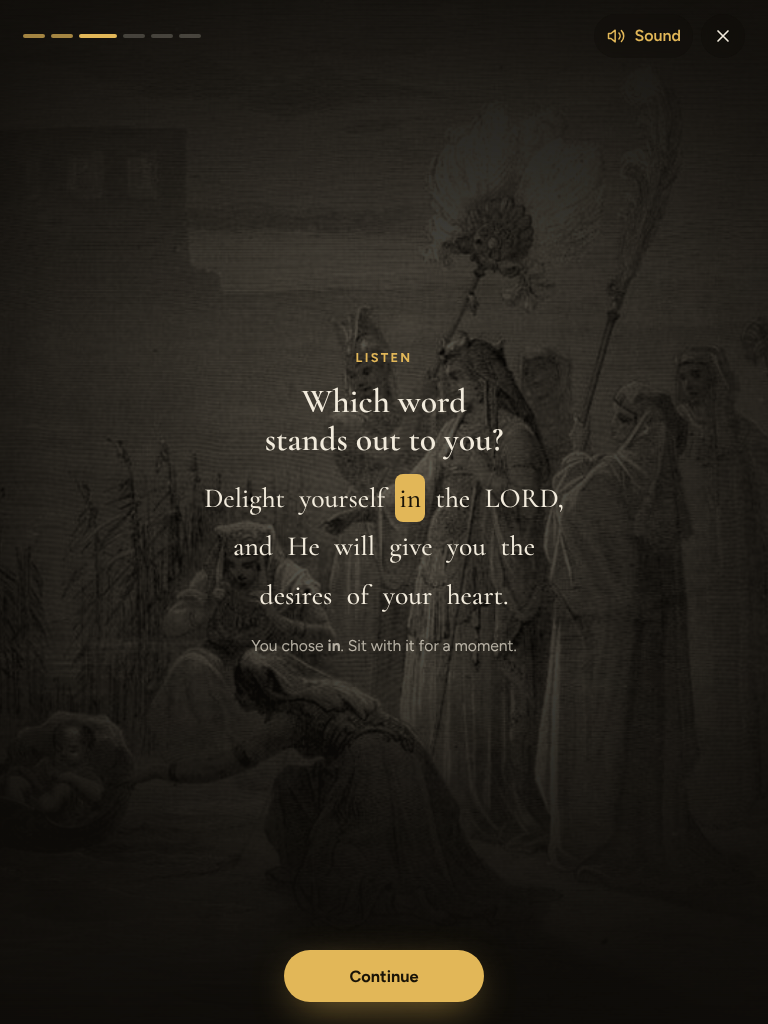 Sound
LISTEN
Which word
stands out to you?
Delight yourself in the LORD,
and He will give you the
desires of your heart.
You chose in. Sit with it for a moment.
Continue